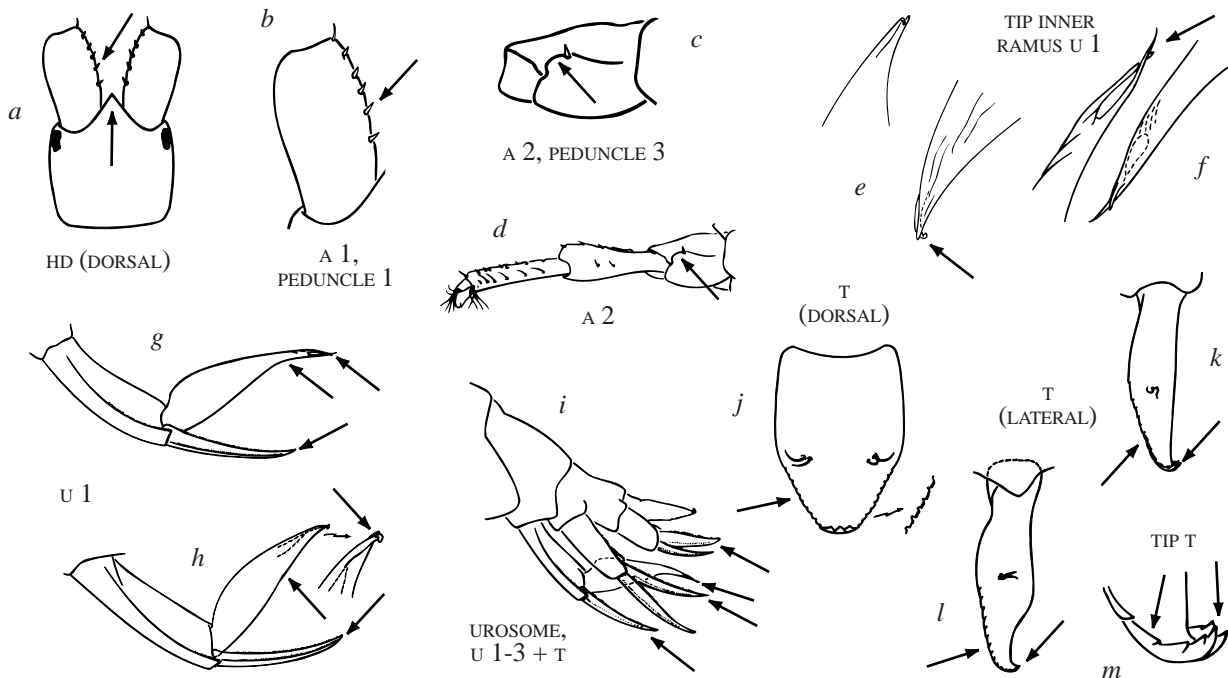 a
b
c
TIP INNER
RAMUS U 1
HD (DORSAL)
A 1,
PEDUNCLE 1
A 2, PEDUNCLE 3
d
A 2
e
f
g
U 1
h
i
UROSOME,
U 1-3 + T
T
(DORSAL)
j
T
(LATERAL)
k
l
TIP T
m